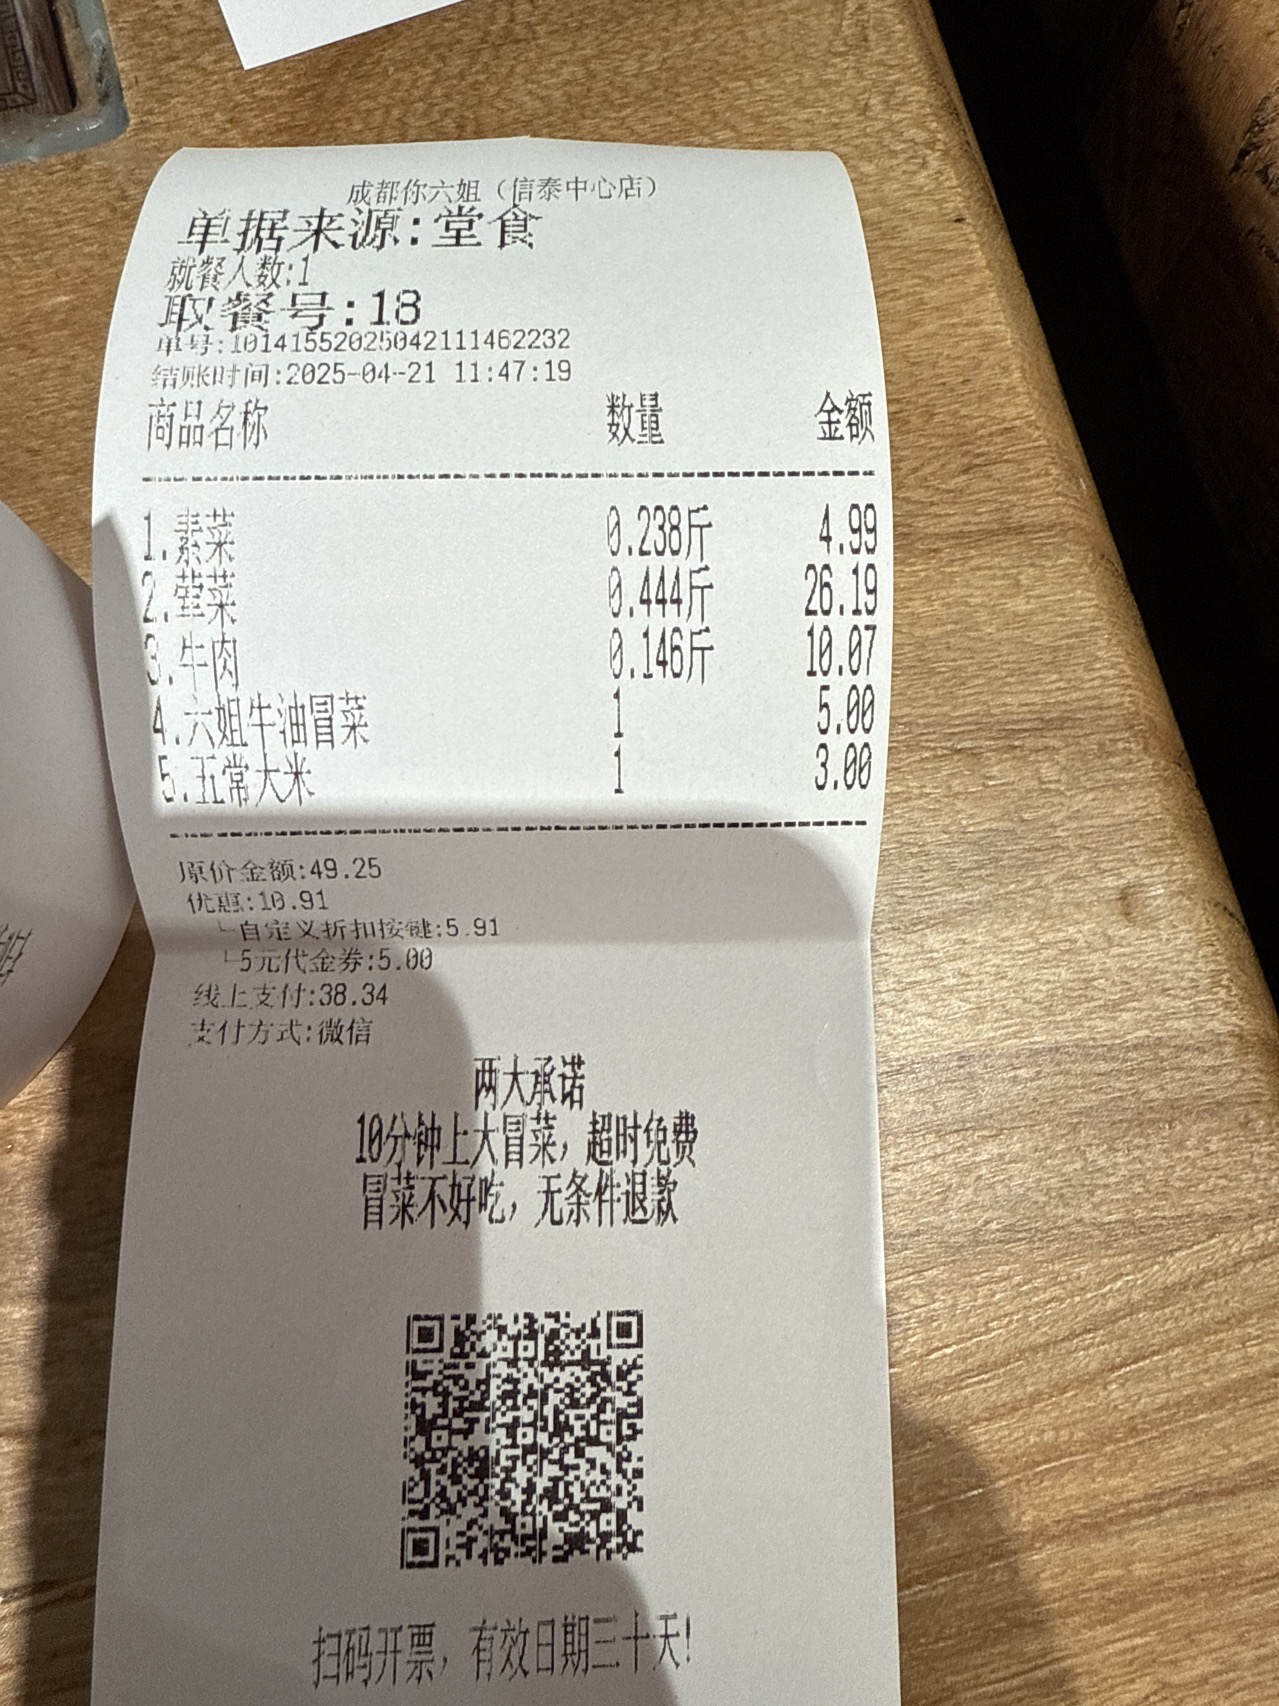 成都你六姐（信泰中心店）
单据来源:堂食
就餐人数:1
取餐号:18
单号:101415520250421114622​32
结账时间:2025-04-21 11:47:19
商品名称 数量 金额
1.素菜 0.238斤 4.99
2.荤菜 0.444斤 26.19
3.牛肉 0.146斤 10.07
4.六姐牛油冒菜 1 5.00
5.五常大米 1 3.00
原价金额:49.25
优惠:10.91
└自定义折扣按键:5.91
└5元代金券:5.00
线上支付:38.34
支付方式:微信
两大承诺
10分钟上大冒菜，超时免费
冒菜不好吃，无条件退款
扫码开票，有效日期三十天!